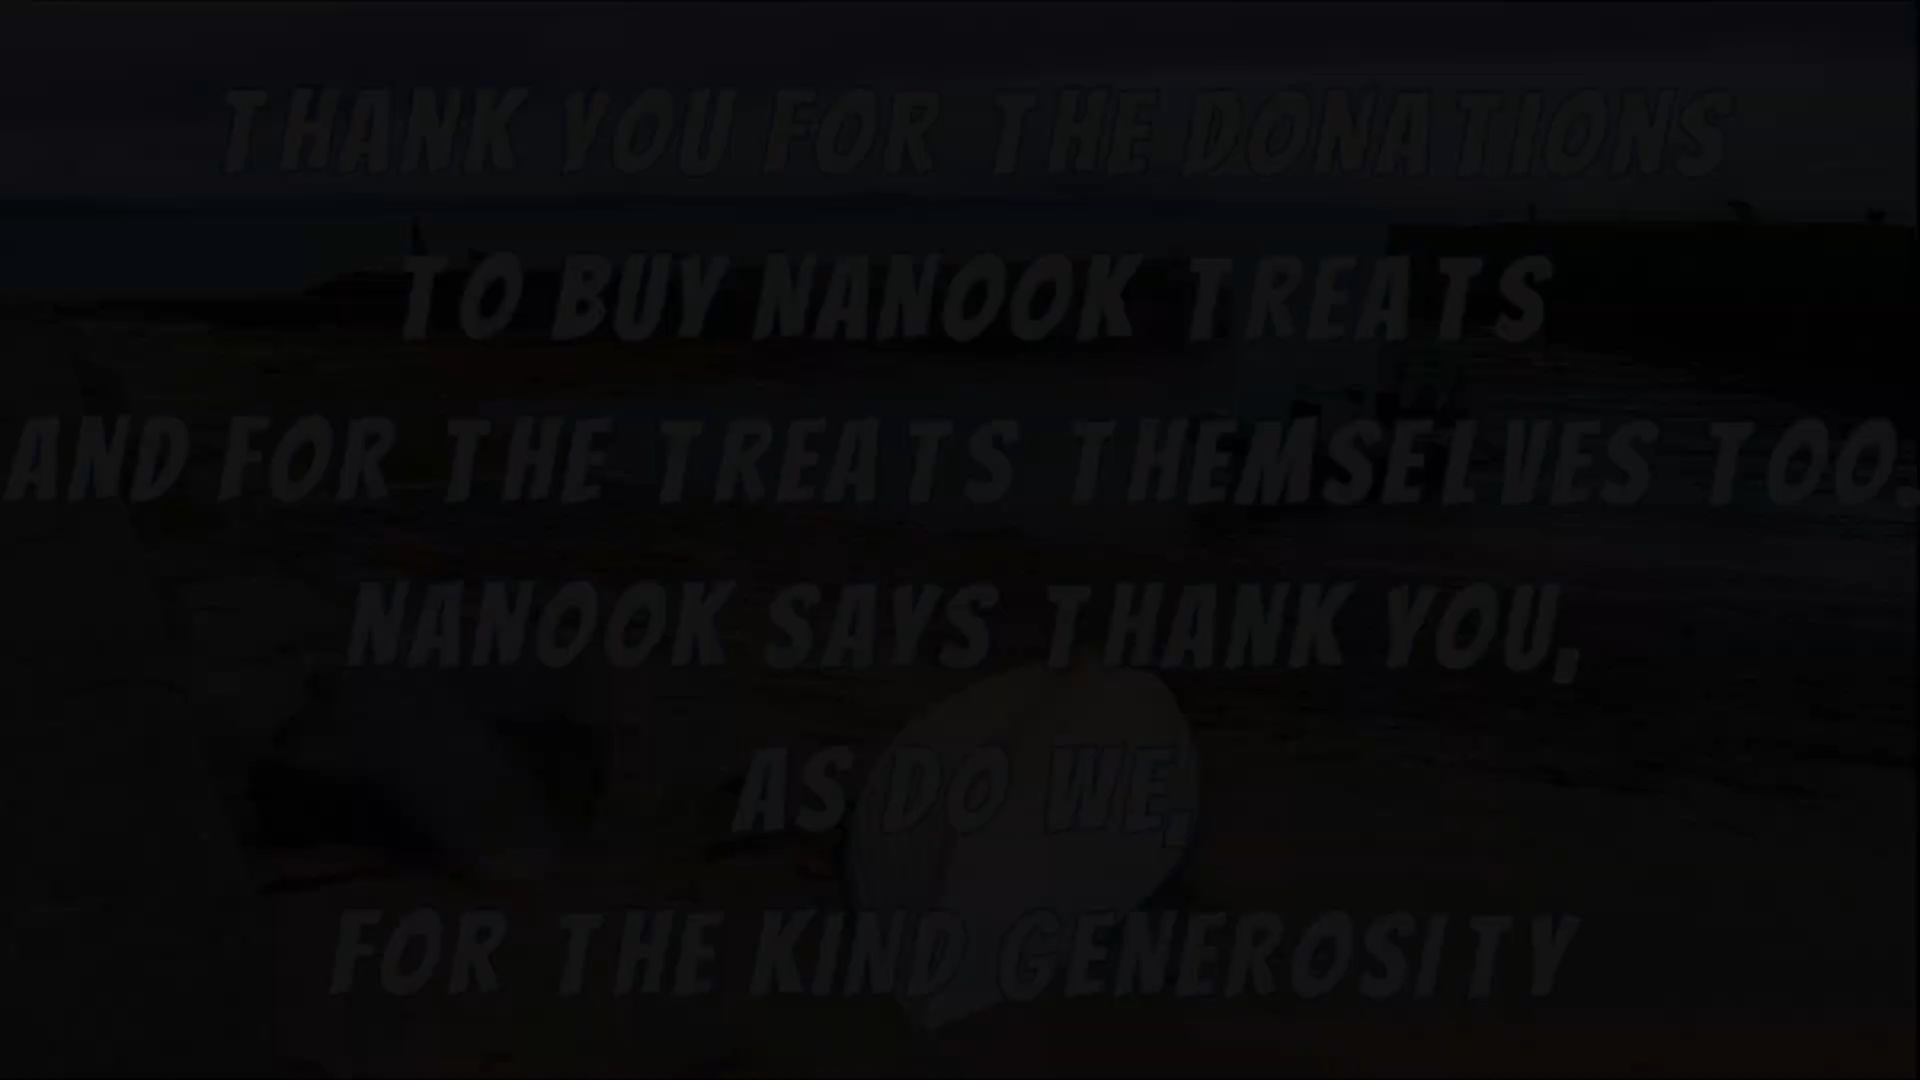 THANK YOU FOR THE DONATIONS
TO BUY NANOOK TREATS
AND FOR THE TREATS THEMSELVES TOO.
NANOOK SAYS THANK YOU,
AS DO WE,
FOR THE KIND GENEROSITY